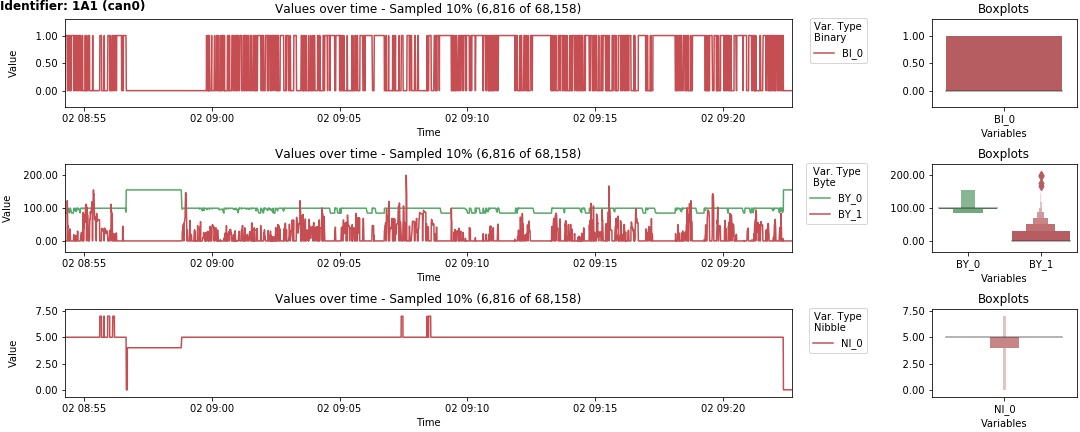 Identifier: 1A1 (can0)
Values over time - Sampled 10% (6,816 of 68,158)
Boxplots
Value
1.00
0.50
0.00
02 08:55
02 09:00
02 09:05
02 09:10
02 09:15
02 09:20
Time
Var. Type
Binary
BI_0
1.00
0.50
0.00
BI_0
Variables
Values over time - Sampled 10% (6,816 of 68,158)
Boxplots
Value
200.00
100.00
0.00
02 08:55
02 09:00
02 09:05
02 09:10
02 09:15
02 09:20
Time
Var. Type
Byte
BY_0
BY_1
200.00
100.00
0.00
BY_0
BY_1
Variables
Values over time - Sampled 10% (6,816 of 68,158)
Boxplots
Value
7.50
5.00
2.50
0.00
02 08:55
02 09:00
02 09:05
02 09:10
02 09:15
02 09:20
Time
Var. Type
Nibble
NI_0
7.50
5.00
2.50
0.00
NI_0
Variables